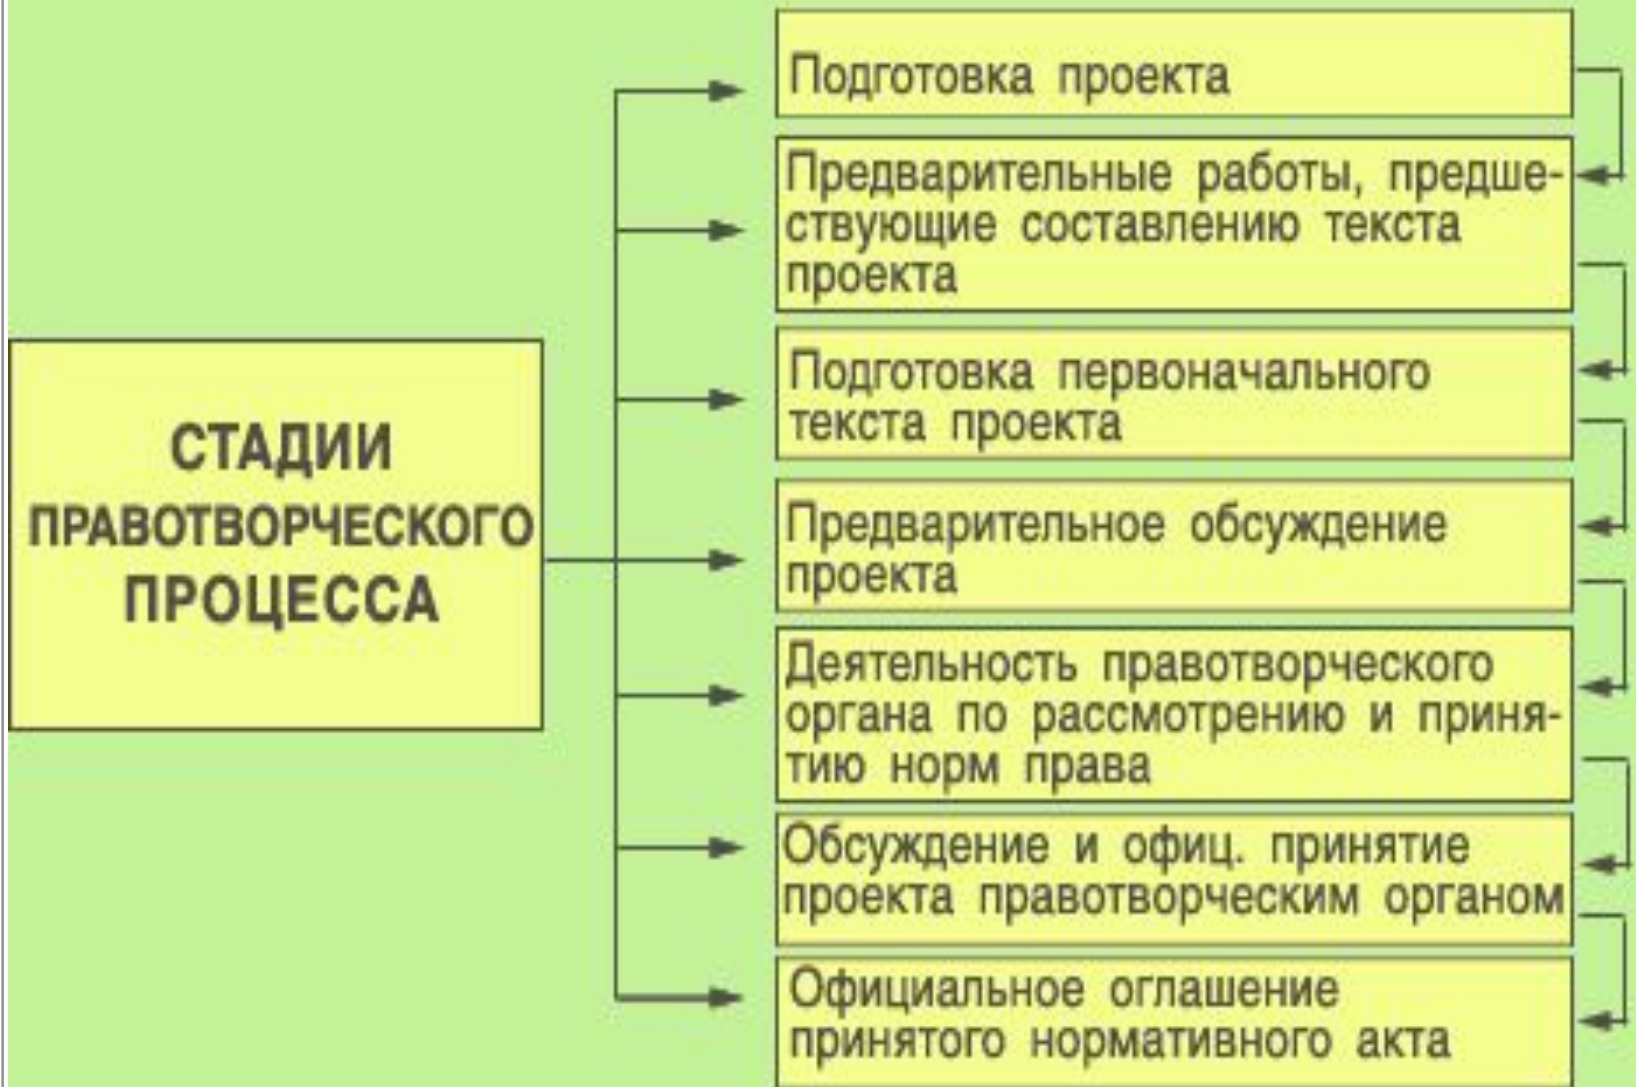 СТАДИИ
ПРАВОТВОРЧЕСКОГО
ПРОЦЕССА
Подготовка проекта
Предварительные работы, предше-
ствующие составлению текста
проекта
Подготовка первоначального
текста проекта
Предварительное обсуждение
проекта
Деятельность правотворческого
органа по рассмотрению и приня-
тию норм права
Обсуждение и офиц. принятие
проекта правотворческим органом
Официальное оглашение
принятого нормативного акта